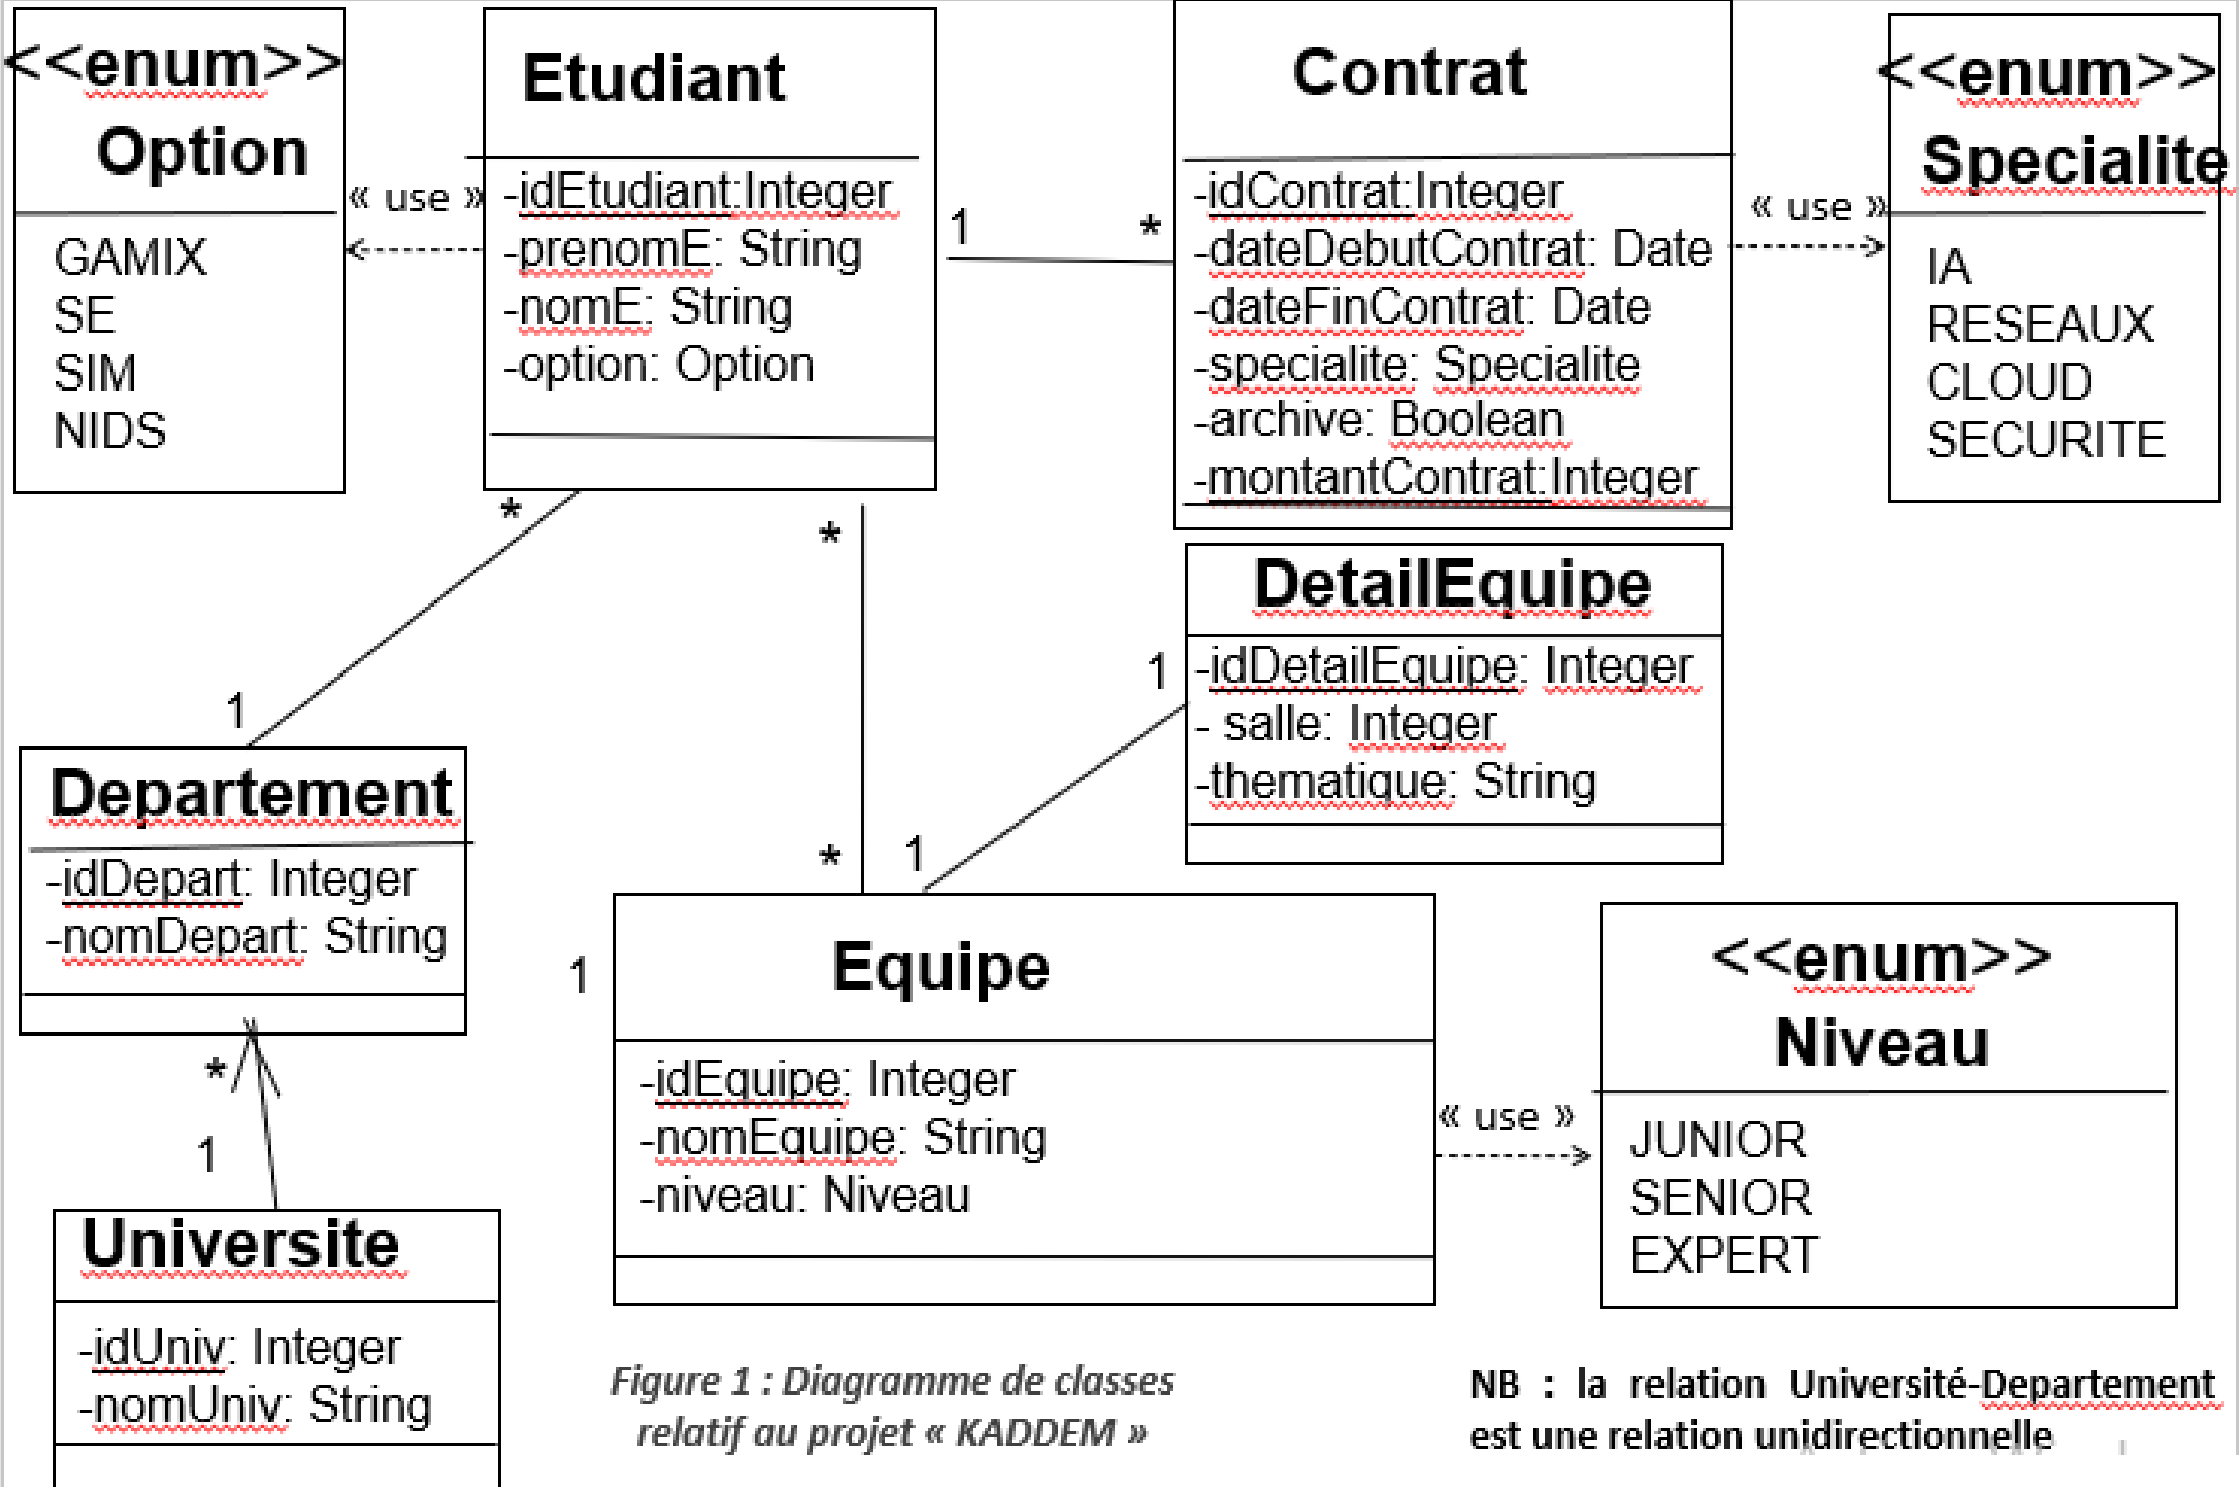 <<enum>>
Option
GAMIX
SE
SIM
NIDS
« use »
Etudiant
-idEtudiant:Integer
-prenomE: String
-nomE: String
-option: Option
1
*
Contrat
-idContrat:Integer
-dateDebutContrat: Date
-dateFinContrat: Date
-specialite: Specialite
-archive: Boolean
-montantContrat:Integer
« use »
<<enum>>
Specialite
IA
RESEAUX
CLOUD
SECURITE
*
1
*
*
DetailEquipe
-idDetailEquipe: Integer
- salle: Integer
-thematique: String
1
1
Departement
-idDepart: Integer
-nomDepart: String
*
1
Universite
-idUniv: Integer
-nomUniv: String
1
Equipe
-idEquipe: Integer
-nomEquipe: String
-niveau: Niveau
« use »
<<enum>>
Niveau
JUNIOR
SENIOR
EXPERT
Figure 1 : Diagramme de classes
relatif au projet « KADDEM »
NB : la relation Université-Departement
est une relation unidirectionnelle